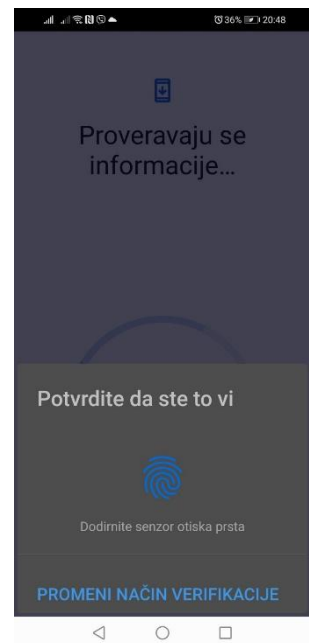 36% 20:48
Proveravaju se
informacije...
Potvrdite da ste to vi
Dodirnite senzor otiska prsta
PROMENI NAČIN VERIFIKACIJE